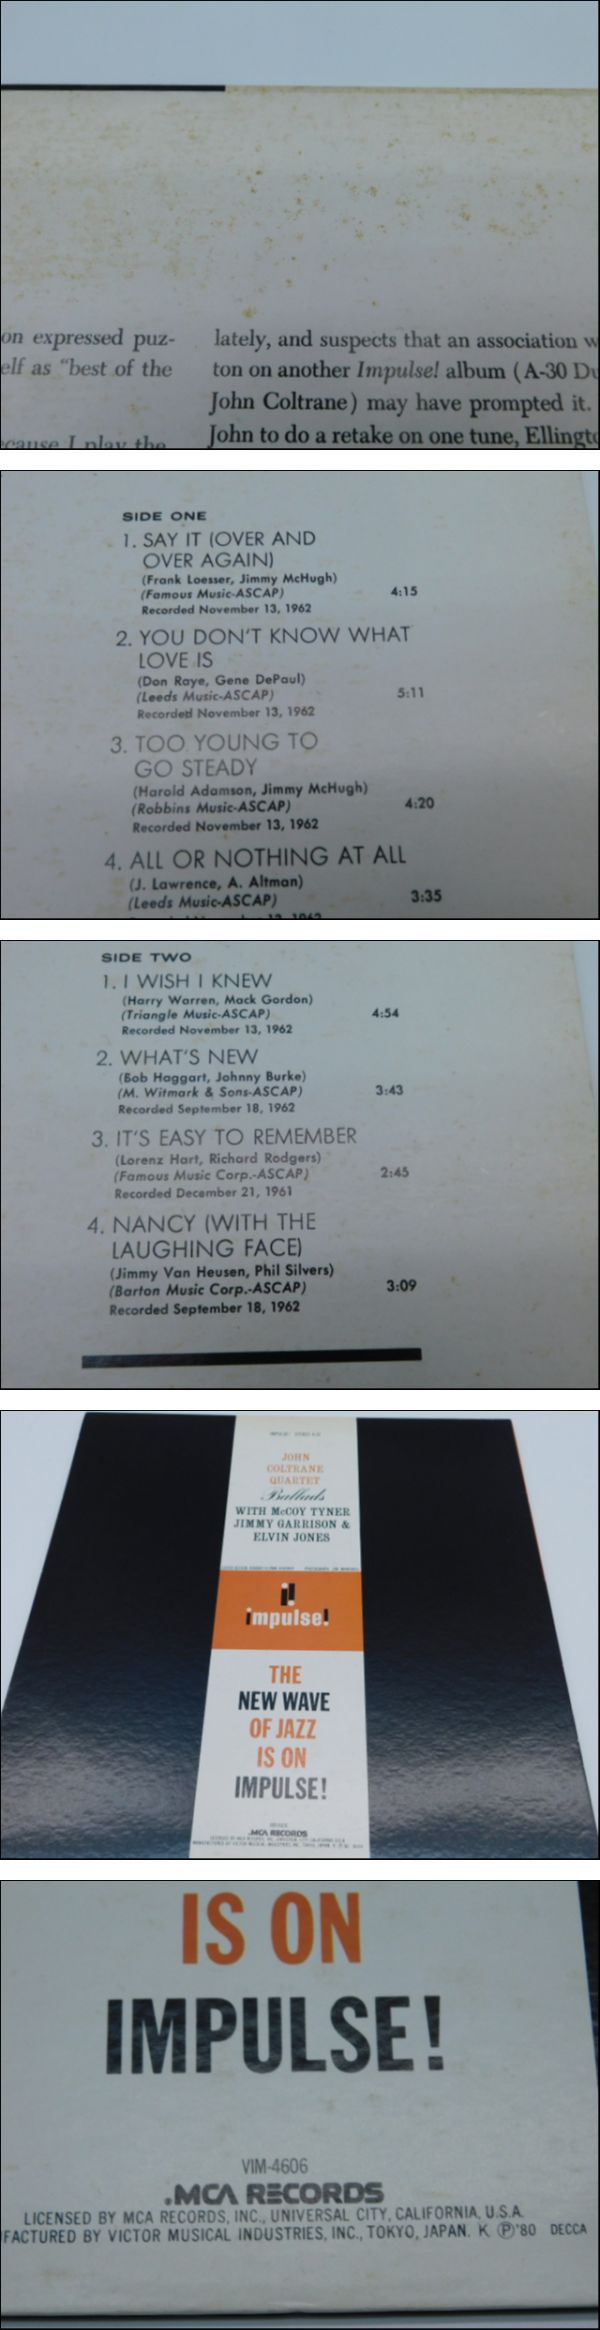 on expressed puz-
elf as "best of the
ecause I play the
lately, and suspects that an association w
ton on another Impulse! album (A-30 Du
John Coltrane) may have prompted it.
John to do a retake on one tune, Ellingto
SIDE ONE
1. SAY IT (OVER AND
OVER AGAIN)
(Frank Loesser, Jimmy McHugh)
(Famous Music-ASCAP) 4:15
Recorded November 13, 1962
2. YOU DON'T KNOW WHAT
LOVE IS
(Don Raye, Gene DePaul)
(Leeds Music-ASCAP) 5:11
Recorded November 13, 1962
3. TOO YOUNG TO
GO STEADY
(Harold Adamson, Jimmy McHugh)
(Robbins Music-ASCAP) 4:20
Recorded November 13, 1962
4. ALL OR NOTHING AT ALL
(J. Lawrence, A. Altman)
(Leeds Music-ASCAP) 3:35
SIDE TWO
1. I WISH I KNEW
(Harry Warren, Mack Gordon)
(Triangle Music-ASCAP) 4:54
Recorded November 13, 1962
2. WHAT'S NEW
(Bob Haggart, Johnny Burke)
(M. Witmark & Sons-ASCAP) 3:43
Recorded September 18, 1962
3. IT'S EASY TO REMEMBER
(Lorenz Hart, Richard Rodgers)
(Famous Music Corp.-ASCAP) 2:45
Recorded December 21, 1961
4. NANCY (WITH THE
LAUGHING FACE)
(Jimmy Van Heusen, Phil Silvers)
(Barton Music Corp.-ASCAP) 3:09
Recorded September 18, 1962
JOHN
COLTRANE
QUARTET
Ballads
WITH McCOY TYNER
JIMMY GARRISON &
ELVIN JONES
impulse!
THE
NEW WAVE
OF JAZZ
IS ON
IMPULSE!
MCA RECORDS
IS ON
IMPULSE!
VIM-4606
.MCA RECORDS
LICENSED BY MCA RECORDS, INC., UNIVERSAL CITY, CALIFORNIA, U.S.A.
FACTURED BY VICTOR MUSICAL INDUSTRIES, INC., TOKYO, JAPAN. K Ⓟ'80 DECCA